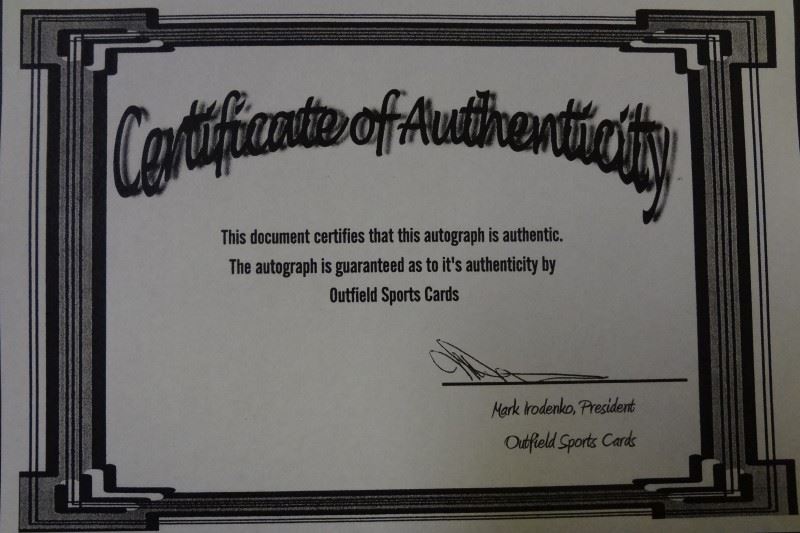 Certificate of Authenticity
This document certifies that this autograph is authentic.
The autograph is guaranteed as to it's authenticity by
Outfield Sports Cards
Mark Irodenko, President
Outfield Sports Cards